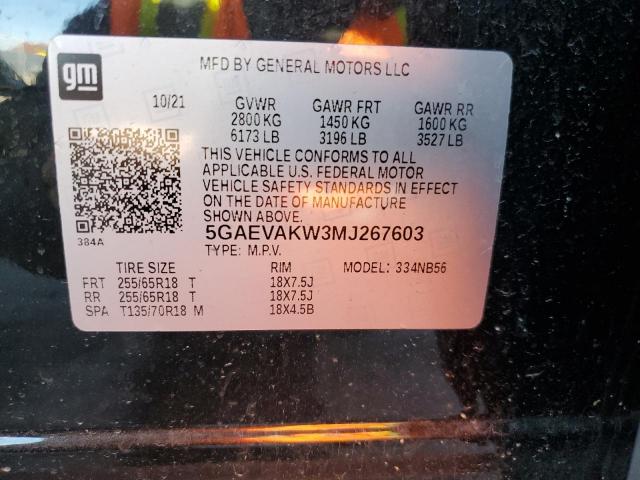 gm
MFD BY GENERAL MOTORS LLC
10/21 GVWR GAWR FRT GAWR RR
2800 KG 1450 KG 1600 KG
6173 LB 3196 LB 3527 LB
THIS VEHICLE CONFORMS TO ALL
APPLICABLE U.S. FEDERAL MOTOR
VEHICLE SAFETY STANDARDS IN EFFECT
ON THE DATE OF MANUFACTURE
SHOWN ABOVE.
384A
5GAEVAKW3MJ267603
TYPE: M.P.V.
TIRE SIZE RIM MODEL: 334NB56
FRT 255/65R18 T 18X7.5J
RR 255/65R18 T 18X7.5J
SPA T135/70R18 M 18X4.5B